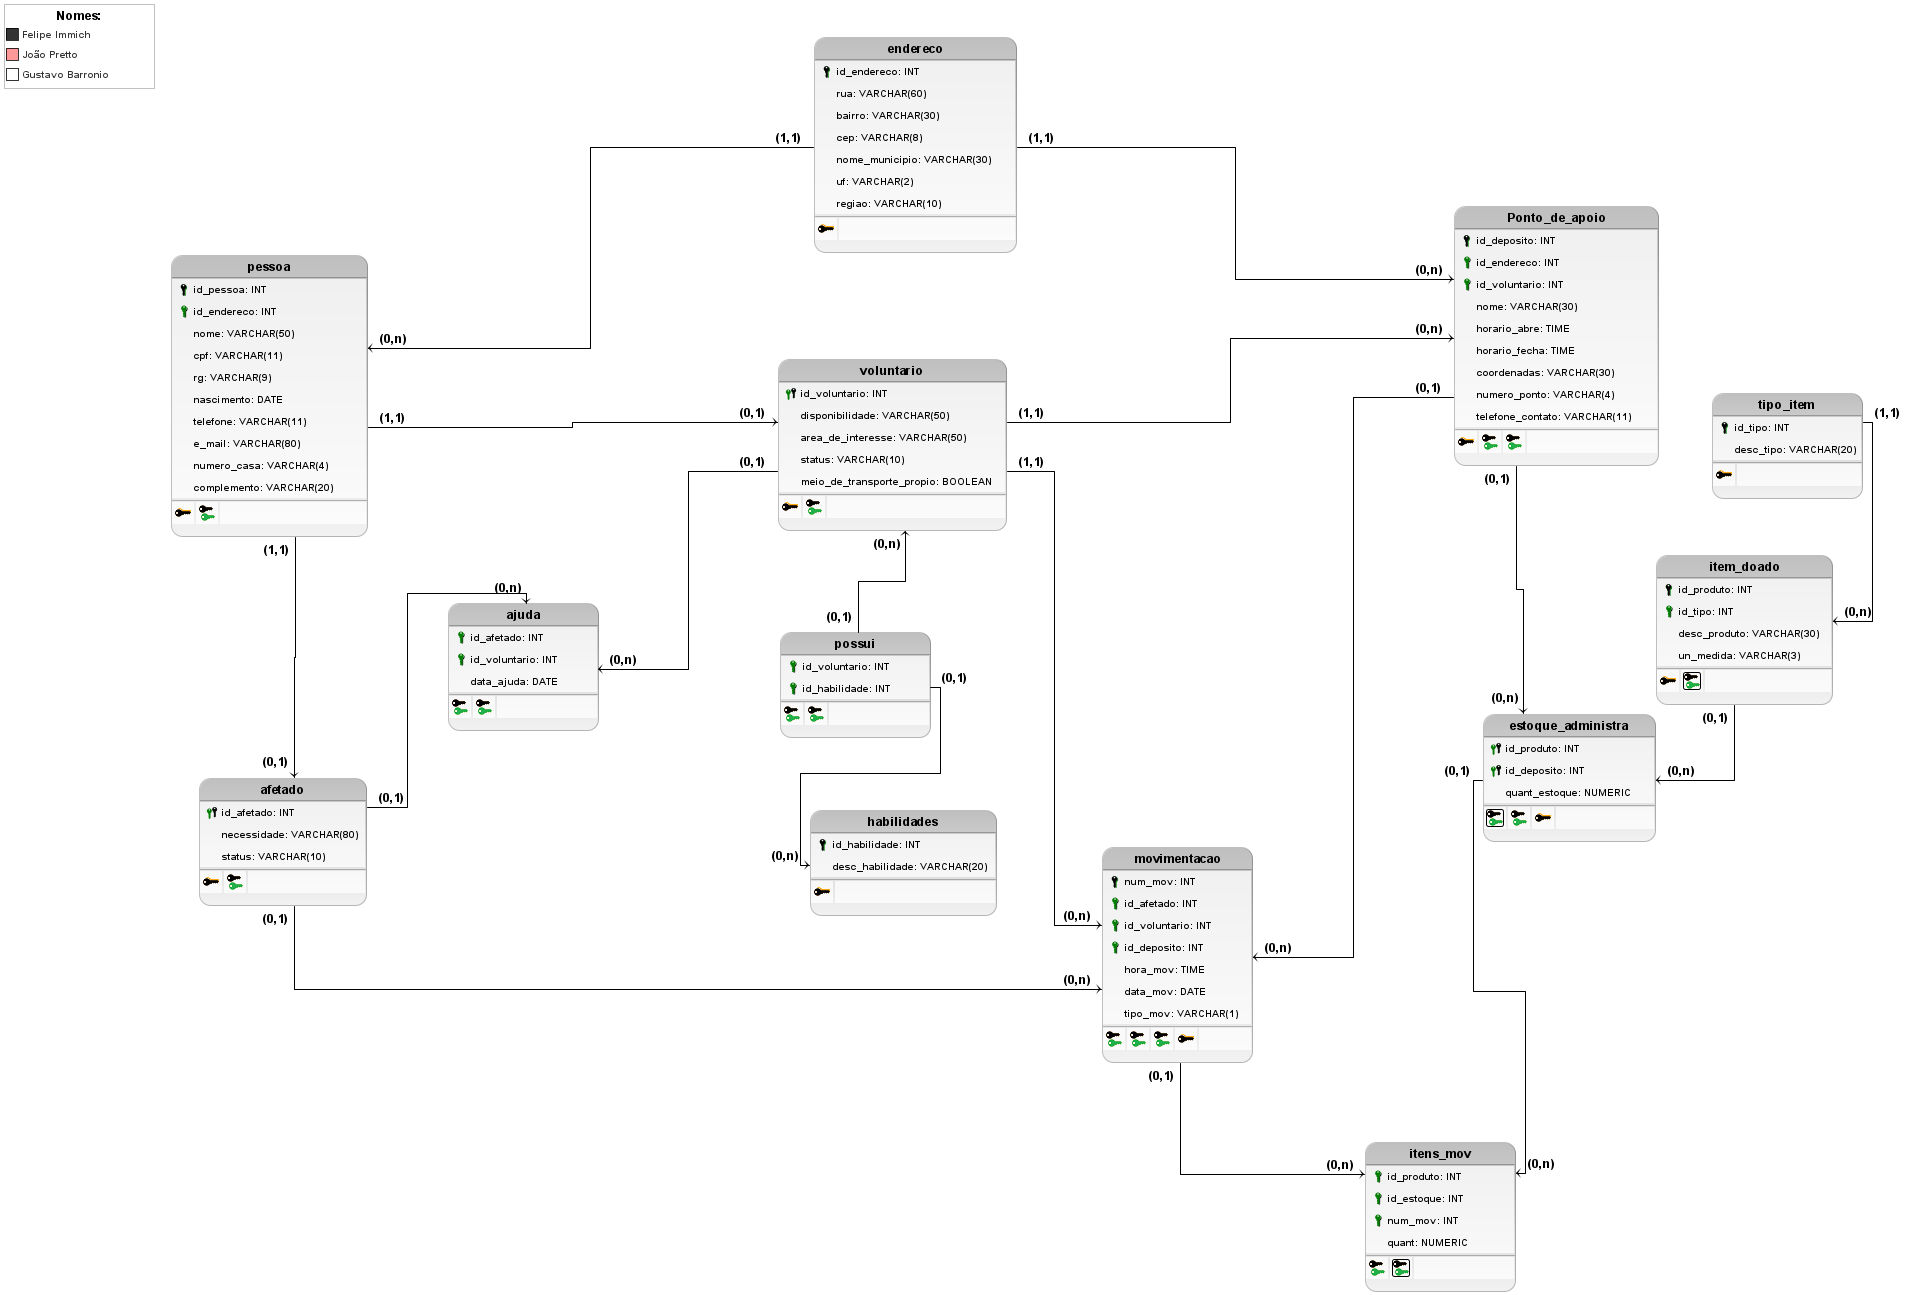 Nomes:
Felipe Immich
João Pretto
Gustavo Barronio
endereco
id_endereco: INT
rua: VARCHAR(60)
bairro: VARCHAR(30)
cep: VARCHAR(8)
nome_municipio: VARCHAR(30)
uf: VARCHAR(2)
regiao: VARCHAR(10)
(1,1)
(1,1)
Ponto_de_apoio
id_deposito: INT
id_endereco: INT
id_voluntario: INT
nome: VARCHAR(30)
horario_abre: TIME
horario_fecha: TIME
coordenadas: VARCHAR(30)
numero_ponto: VARCHAR(4)
telefone_contato: VARCHAR(11)
(0,n)
(0,n)
(0,1)
(0,1)
pessoa
id_pessoa: INT
id_endereco: INT
nome: VARCHAR(50)
cpf: VARCHAR(11)
rg: VARCHAR(9)
nascimento: DATE
telefone: VARCHAR(11)
e_mail: VARCHAR(80)
numero_casa: VARCHAR(4)
complemento: VARCHAR(20)
(0,n)
(1,1)
(1,1)
voluntario
id_voluntario: INT
disponibilidade: VARCHAR(50)
area_de_interesse: VARCHAR(50)
status: VARCHAR(10)
meio_de_transporte_propio: BOOLEAN
(0,1)
(0,1)
(1,1)
(1,1)
(0,n)
tipo_item
id_tipo: INT
desc_tipo: VARCHAR(20)
(1,1)
item_doado
id_produto: INT
id_tipo: INT
desc_produto: VARCHAR(30)
un_medida: VARCHAR(3)
(0,n)
(0,1)
ajuda
id_afetado: INT
id_voluntario: INT
data_ajuda: DATE
(0,n)
(0,n)
possui
id_voluntario: INT
id_habilidade: INT
(0,1)
(0,1)
estoque_administra
id_produto: INT
id_deposito: INT
quant_estoque: NUMERIC
(0,n)
(0,n)
(0,1)
afetado
id_afetado: INT
necessidade: VARCHAR(80)
status: VARCHAR(10)
(0,1)
(0,1)
(0,1)
habilidades
id_habilidade: INT
desc_habilidade: VARCHAR(20)
(0,n)
movimentacao
num_mov: INT
id_afetado: INT
id_voluntario: INT
id_deposito: INT
hora_mov: TIME
data_mov: DATE
tipo_mov: VARCHAR(1)
(0,n)
(0,n)
(0,n)
(0,1)
itens_mov
id_produto: INT
id_estoque: INT
num_mov: INT
quant: NUMERIC
(0,n)
(0,n)